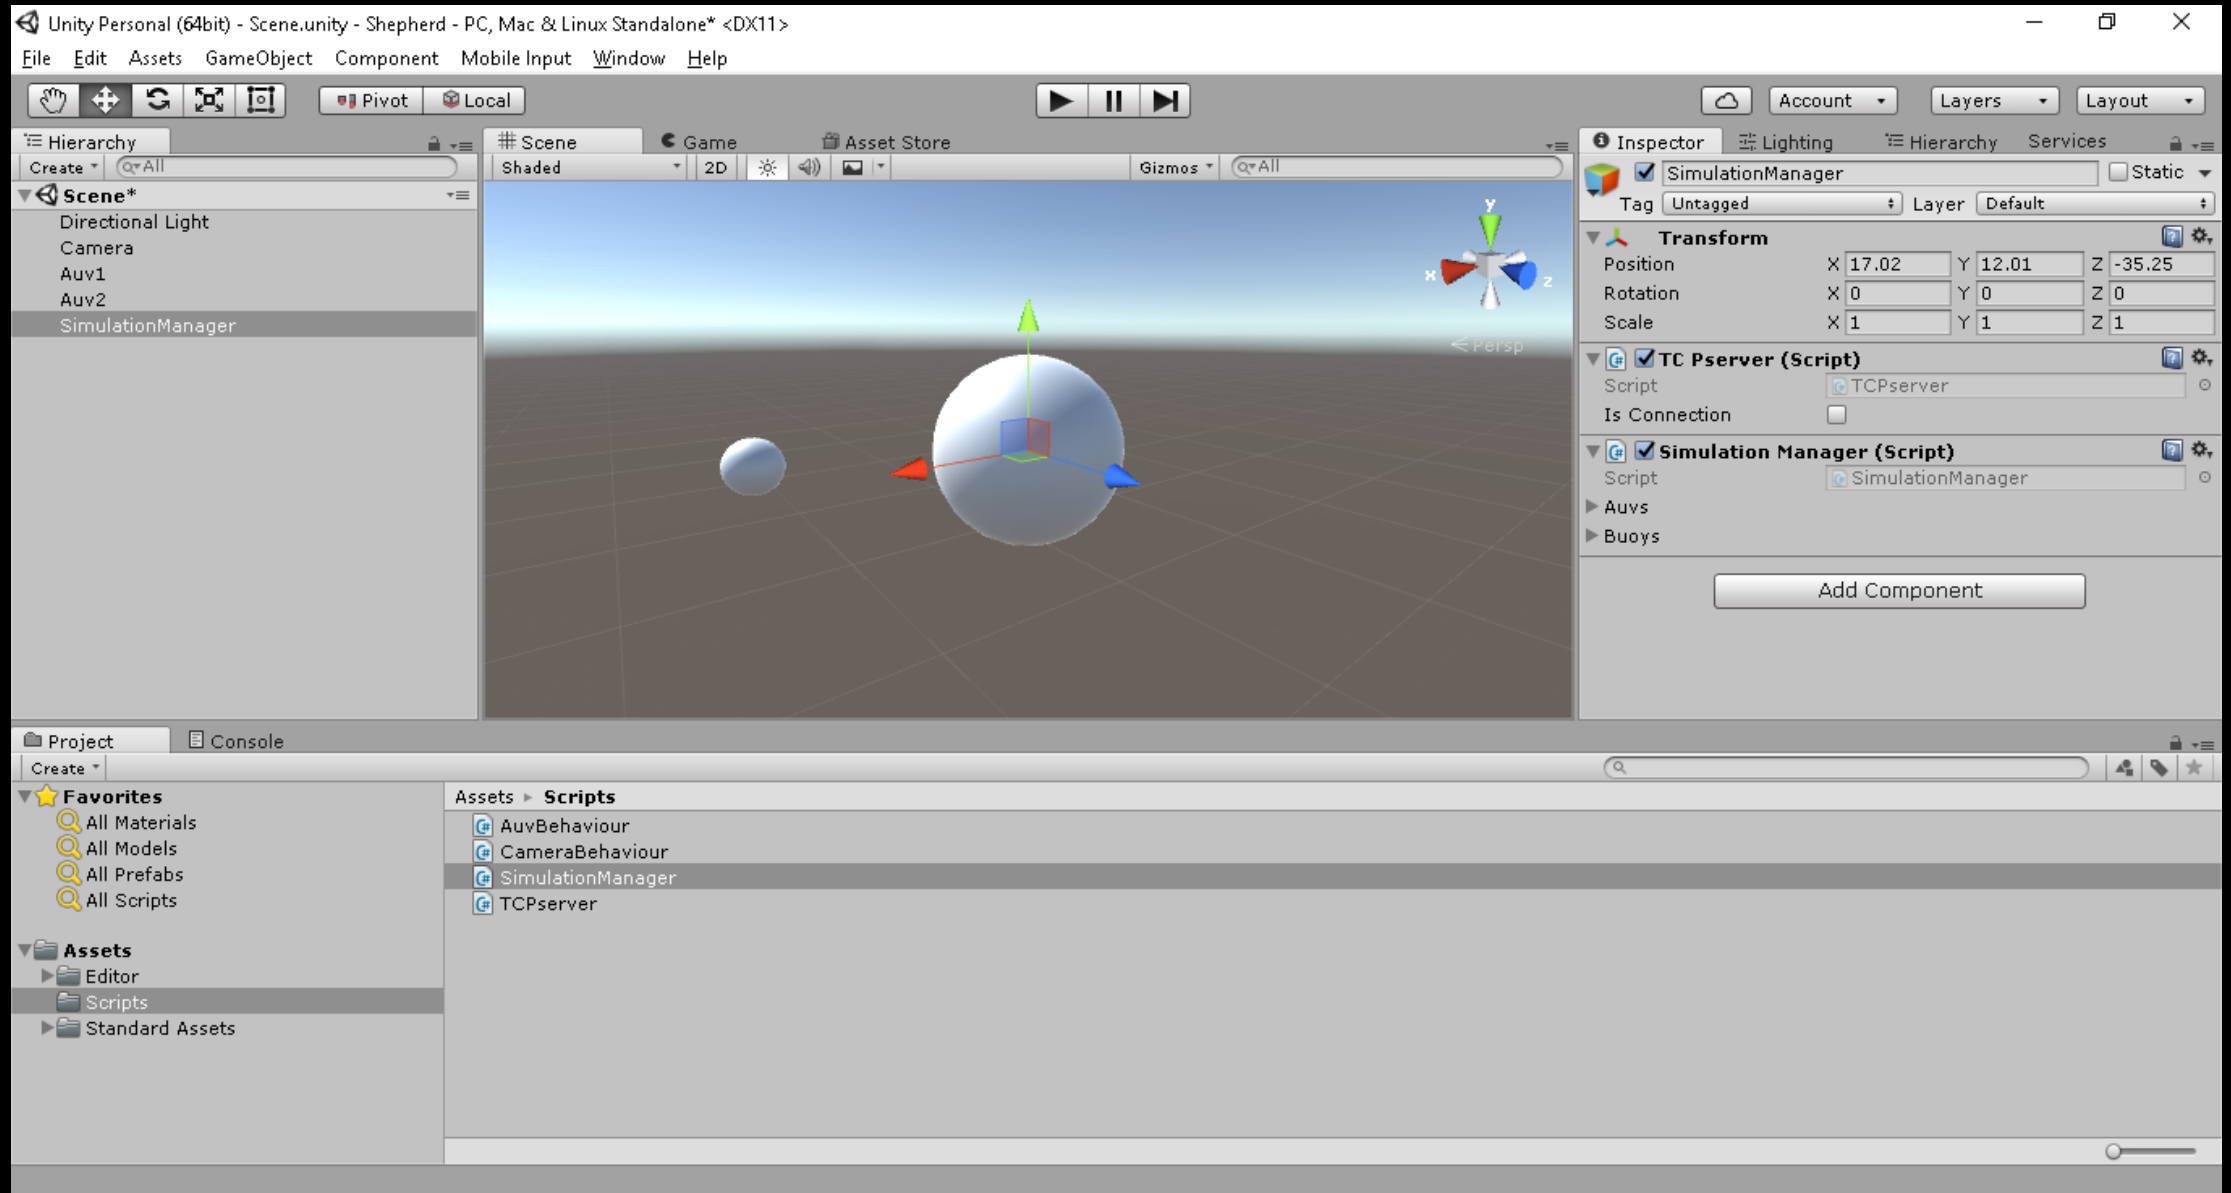 Unity Personal (64bit) - Scene.unity - Shepherd - PC, Mac & Linux Standalone* <DX11>
File Edit Assets GameObject Component Mobile Input Window Help
Pivot Local Account Layers Layout
Hierarchy
Create All
Scene*
Directional Light
Camera
Auv1
Auv2
SimulationManager
Scene Game Asset Store
Shaded 2D Gizmos All
y
x
z
Persp
Inspector Lighting Hierarchy Services
SimulationManager Static
Tag Untagged Layer Default
Transform
Position X 17.02 Y 12.01 Z -35.25
Rotation X 0 Y 0 Z 0
Scale X 1 Y 1 Z 1
TC Pserver (Script)
Script TCPserver
Is Connection
Simulation Manager (Script)
Script SimulationManager
Auvs
Buoys
Add Component
Project Console
Create
Favorites
All Materials
All Models
All Prefabs
All Scripts
Assets
Editor
Scripts
Standard Assets
Assets Scripts
AuvBehaviour
CameraBehaviour
SimulationManager
TCPserver